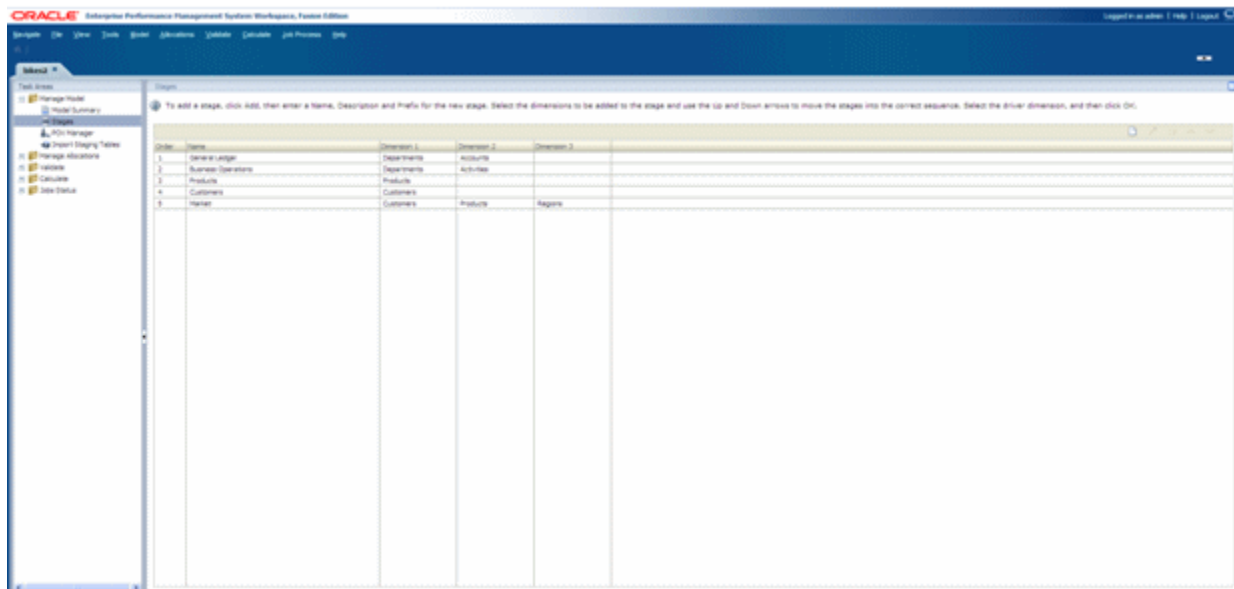 ORACLE Enterprise Performance Management System Workspace, Fusion Edition
Logged in as admin | Help | Logout
Navigate File View Tools Model Allocations Validate Calculate Job Process Help
bikes2
Task Areas
Manage Model
Model Summary
Stages
POV Manager
Import Staging Tables
Manage Allocations
Validate
Calculate
Jobs Status
Stages
To add a stage, click Add, then enter a Name, Description and Prefix for the new stage. Select the dimensions to be added to the stage and use the Up and Down arrows to move the stages into the correct sequence. Select the driver dimension, and then click OK.
Order Name Dimension 1 Dimension 2 Dimension 3
1 General Ledger Departments Accounts
2 Business Operations Departments Activities
3 Products Products
4 Customers Customers
5 Market Customers Products Regions